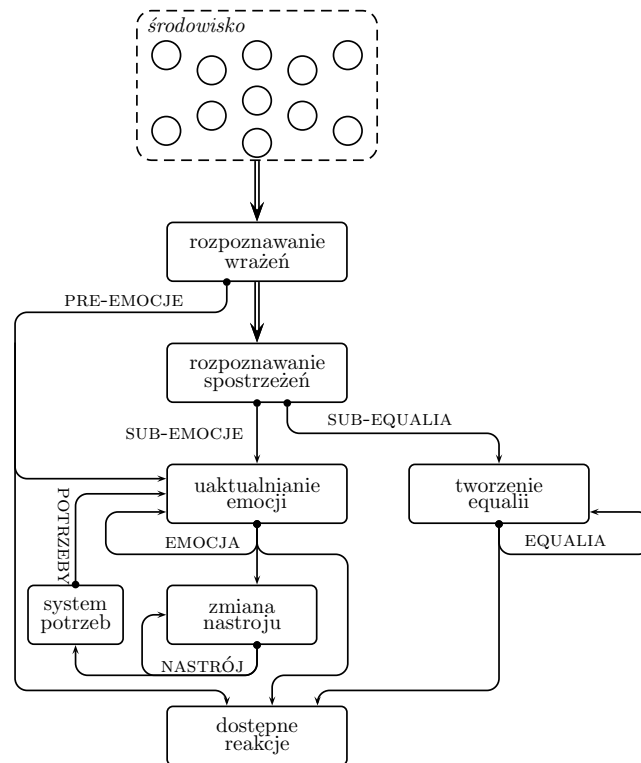 środowisko
rozpoznawanie
wrażeń
PRE-EMOCJE
rozpoznawanie
spostrzeżeń
SUB-EMOCJE
SUB-EQUALIA
uaktualnianie
emocji
tworzenie
equalii
POTRZEBY
EMOCJA
EQUALIA
system
potrzeb
zmiana
nastroju
NASTRÓJ
dostępne
reakcje